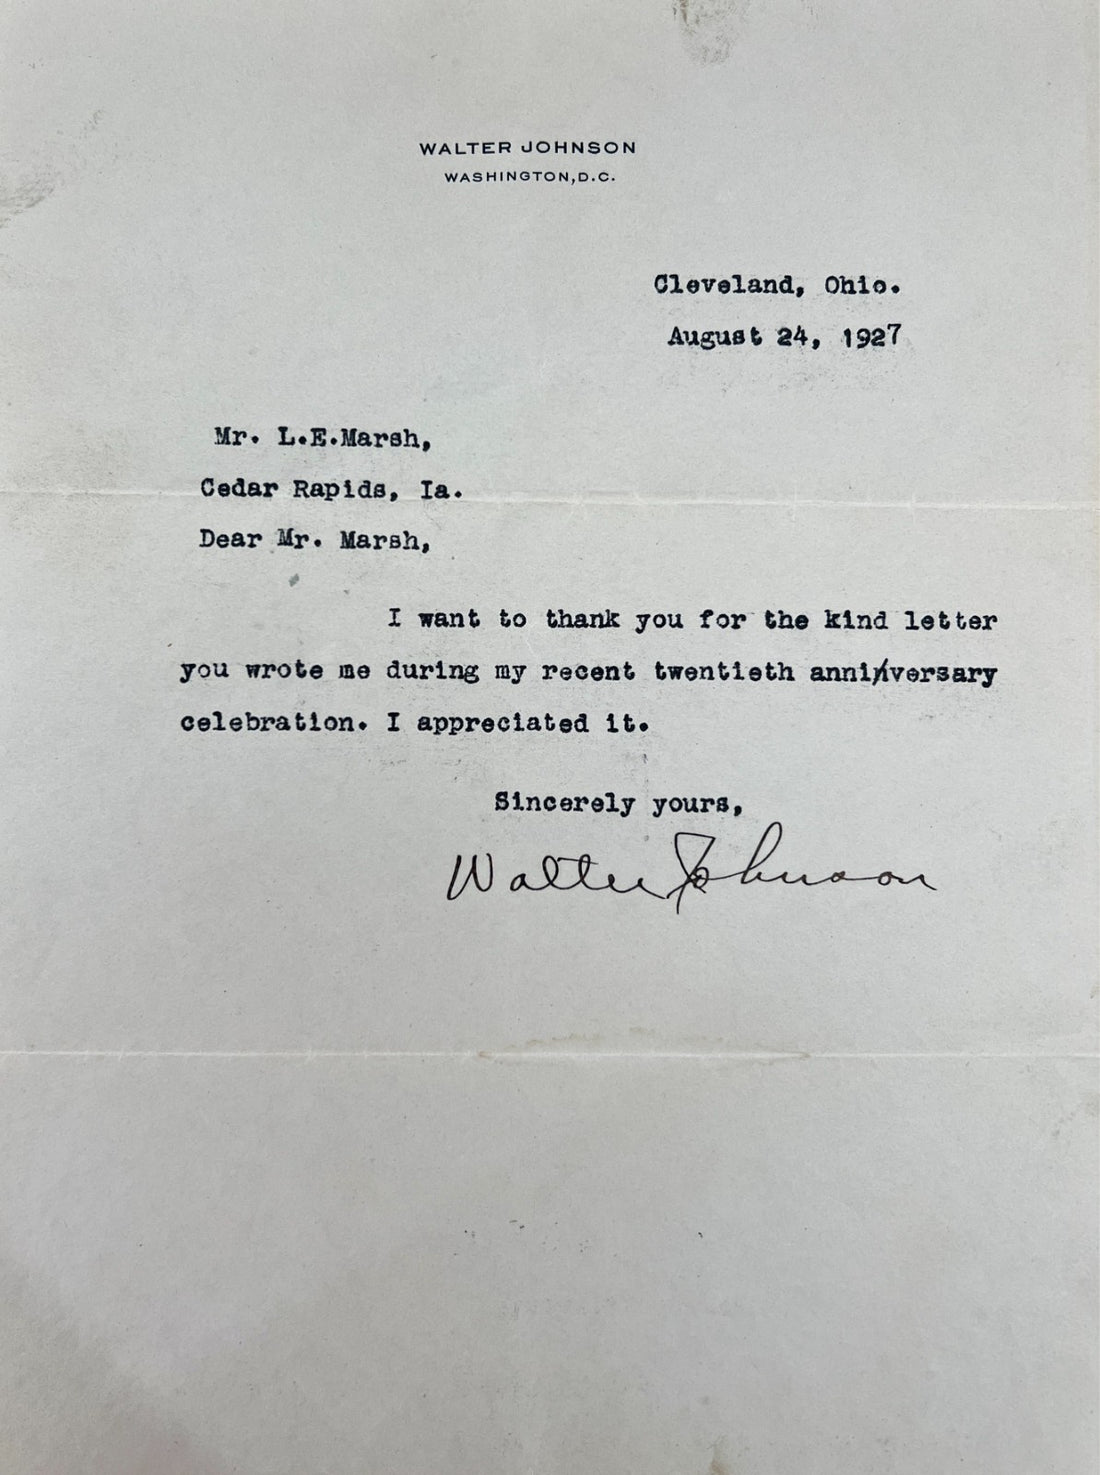 WALTER JOHNSON
WASHINGTON, D.C.
Cleveland, Ohio.
August 24, 1927
Mr. L.E.Marsh,
Cedar Rapids, Ia.
Dear Mr. Marsh,
I want to thank you for the kind letter
you wrote me during my recent twentieth anni/versary
celebration. I appreciated it.
Sincerely yours,
Walter Johnson